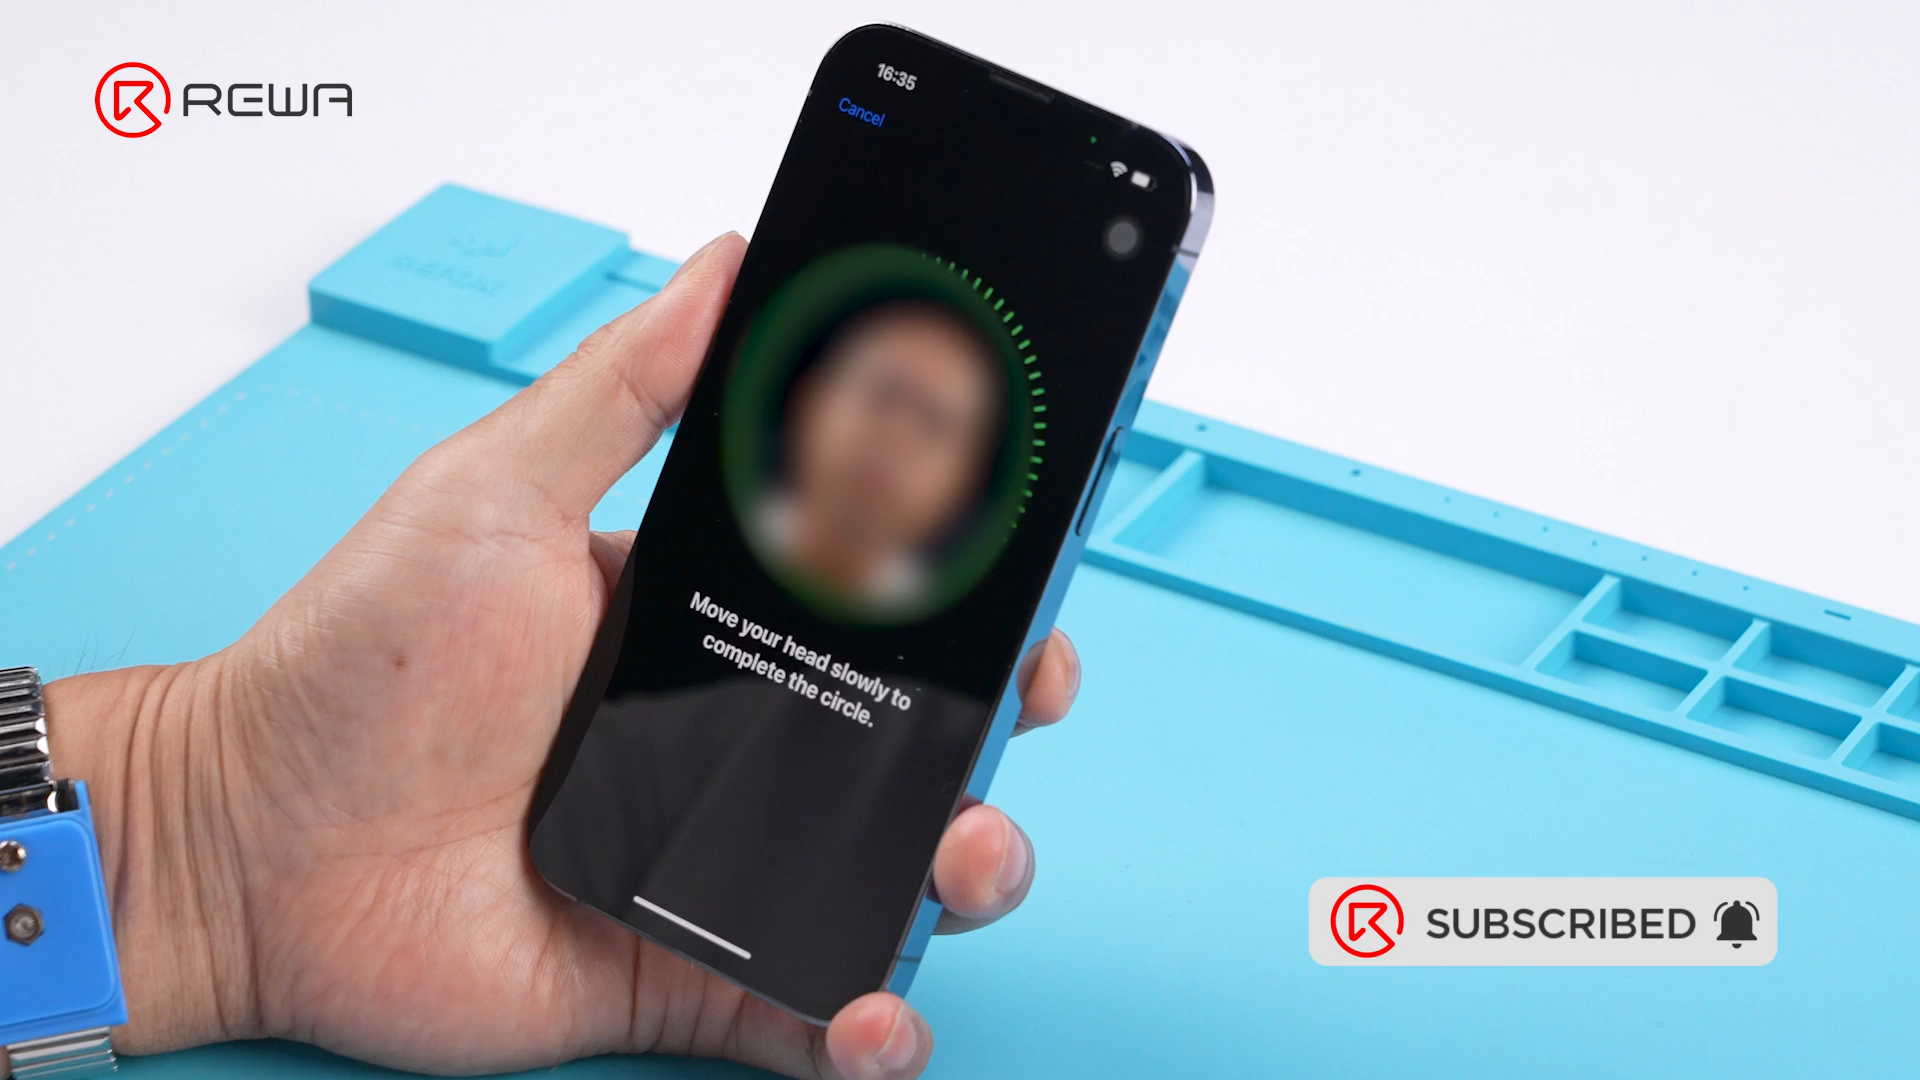 REWA
16:35
Cancel
Move your head slowly to
complete the circle.
SUBSCRIBED